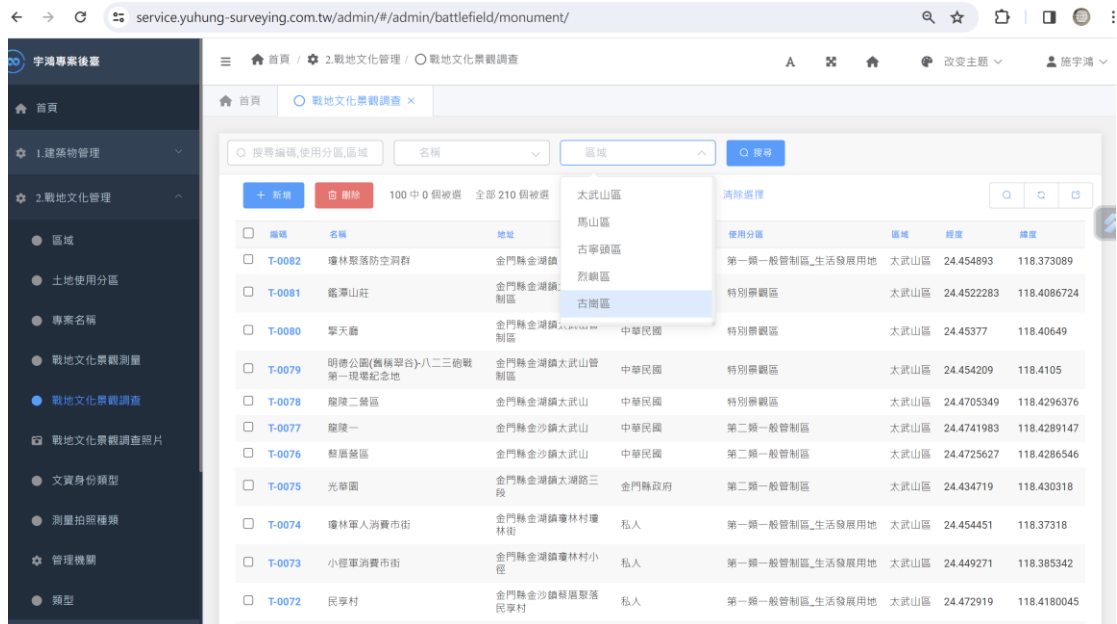 service.yuhung-surveying.com.tw/admin/#/admin/battlefield/monument/
宇鴻專案後臺
首頁 / 2.戰地文化管理 / 戰地文化景觀調查
A 改变主題 施宇鴻
首頁
1.建築物管理
2.戰地文化管理
區域
土地使用分區
專案名稱
戰地文化景觀測量
戰地文化景觀調查
戰地文化景觀調查照片
文資身份類型
測量拍照種類
管理機關
類型
首頁 戰地文化景觀調查 ×
搜尋編碼,使用分區,區域 名稱 區域 搜尋
+ 新增 刪除 100 中 0 個被選 全部 210 個被選 清除選擇
太武山區
馬山區
古寧頭區
烈嶼區
古崗區
編碼 名稱 地址 使用分區 區域 經度 緯度
T-0082 瓊林聚落防空洞群 金門縣金湖鎮 第一類一般管制區_生活發展用地 太武山區 24.454893 118.373089
T-0081 鑑潭山莊 金門縣金湖鎮 特別景觀區 太武山區 24.4522283 118.4086724
制區
T-0080 擎天廳 金門縣金湖鎮太武山管 中華民國 特別景觀區 太武山區 24.45377 118.40649
制區
T-0079 明德公園(舊稱翠谷)-八二三砲戰 金門縣金湖鎮太武山管 中華民國 特別景觀區 太武山區 24.454209 118.4105
第一現場紀念地 制區
T-0078 龍陵二營區 金門縣金湖鎮太武山 中華民國 特別景觀區 太武山區 24.4705349 118.4296376
T-0077 龍陵一 金門縣金沙鎮太武山 中華民國 第二類一般管制區 太武山區 24.4741983 118.4289147
T-0076 蔡厝營區 金門縣金沙鎮太武山 中華民國 第二類一般管制區 太武山區 24.4725627 118.4286546
T-0075 光華園 金門縣金湖鎮太湖路三 金門縣政府 第二類一般管制區 太武山區 24.434719 118.430318
段
T-0074 瓊林軍人消費市街 金門縣金湖鎮瓊林村瓊 私人 第一類一般管制區_生活發展用地 太武山區 24.454451 118.37318
林街
T-0073 小徑軍消費市街 金門縣金湖鎮瓊林村小 私人 第一類一般管制區_生活發展用地 太武山區 24.449271 118.385342
徑
T-0072 民享村 金門縣金沙鎮蔡厝聚落 私人 第一類一般管制區_生活發展用地 太武山區 24.472919 118.4180045
民享村